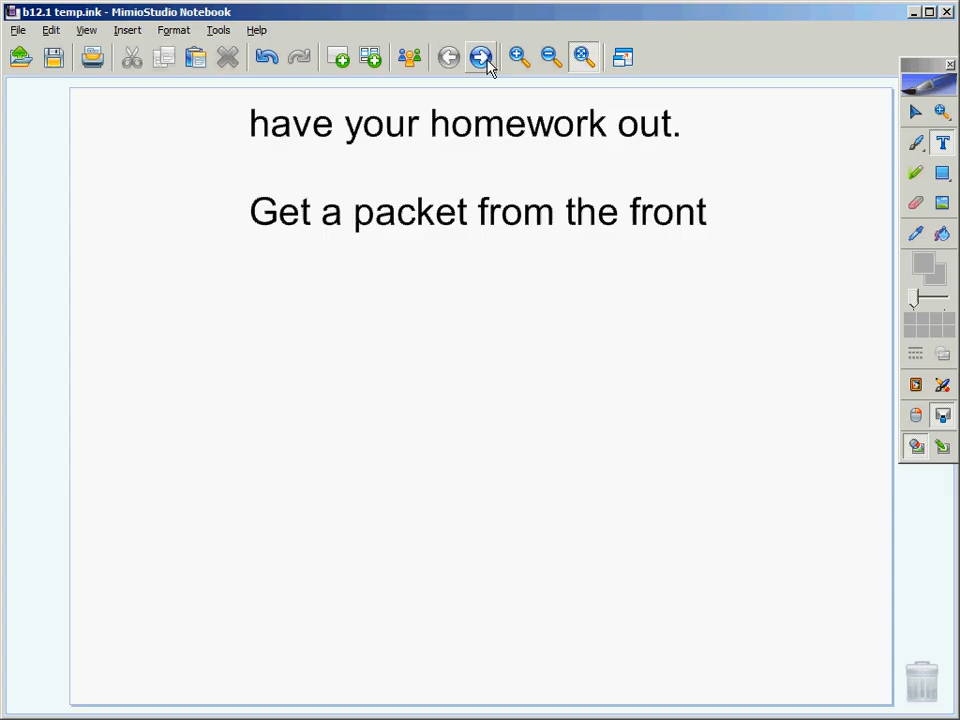 b12.1 temp.ink - MimioStudio Notebook
File Edit View Insert Format Tools Help
have your homework out.
Get a packet from the front
T